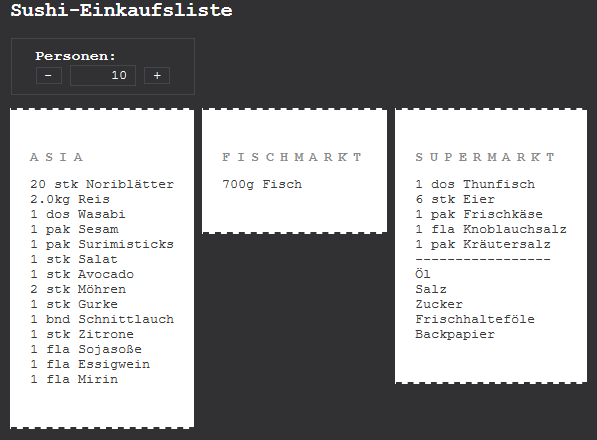 Sushi-Einkaufsliste
Personen:
- 10 +
ASIA
20 stk Noriblätter
2.0kg Reis
1 dos Wasabi
1 pak Sesam
1 pak Surimisticks
1 stk Salat
1 stk Avocado
2 stk Möhren
1 stk Gurke
1 bnd Schnittlauch
1 stk Zitrone
1 fla Sojasoße
1 fla Essigwein
1 fla Mirin
FISCHMARKT
700g Fisch
SUPERMARKT
1 dos Thunfisch
6 stk Eier
1 pak Frischkäse
1 fla Knoblauchsalz
1 pak Kräutersalz
-----------------
Öl
Salz
Zucker
Frischhalteföle
Backpapier